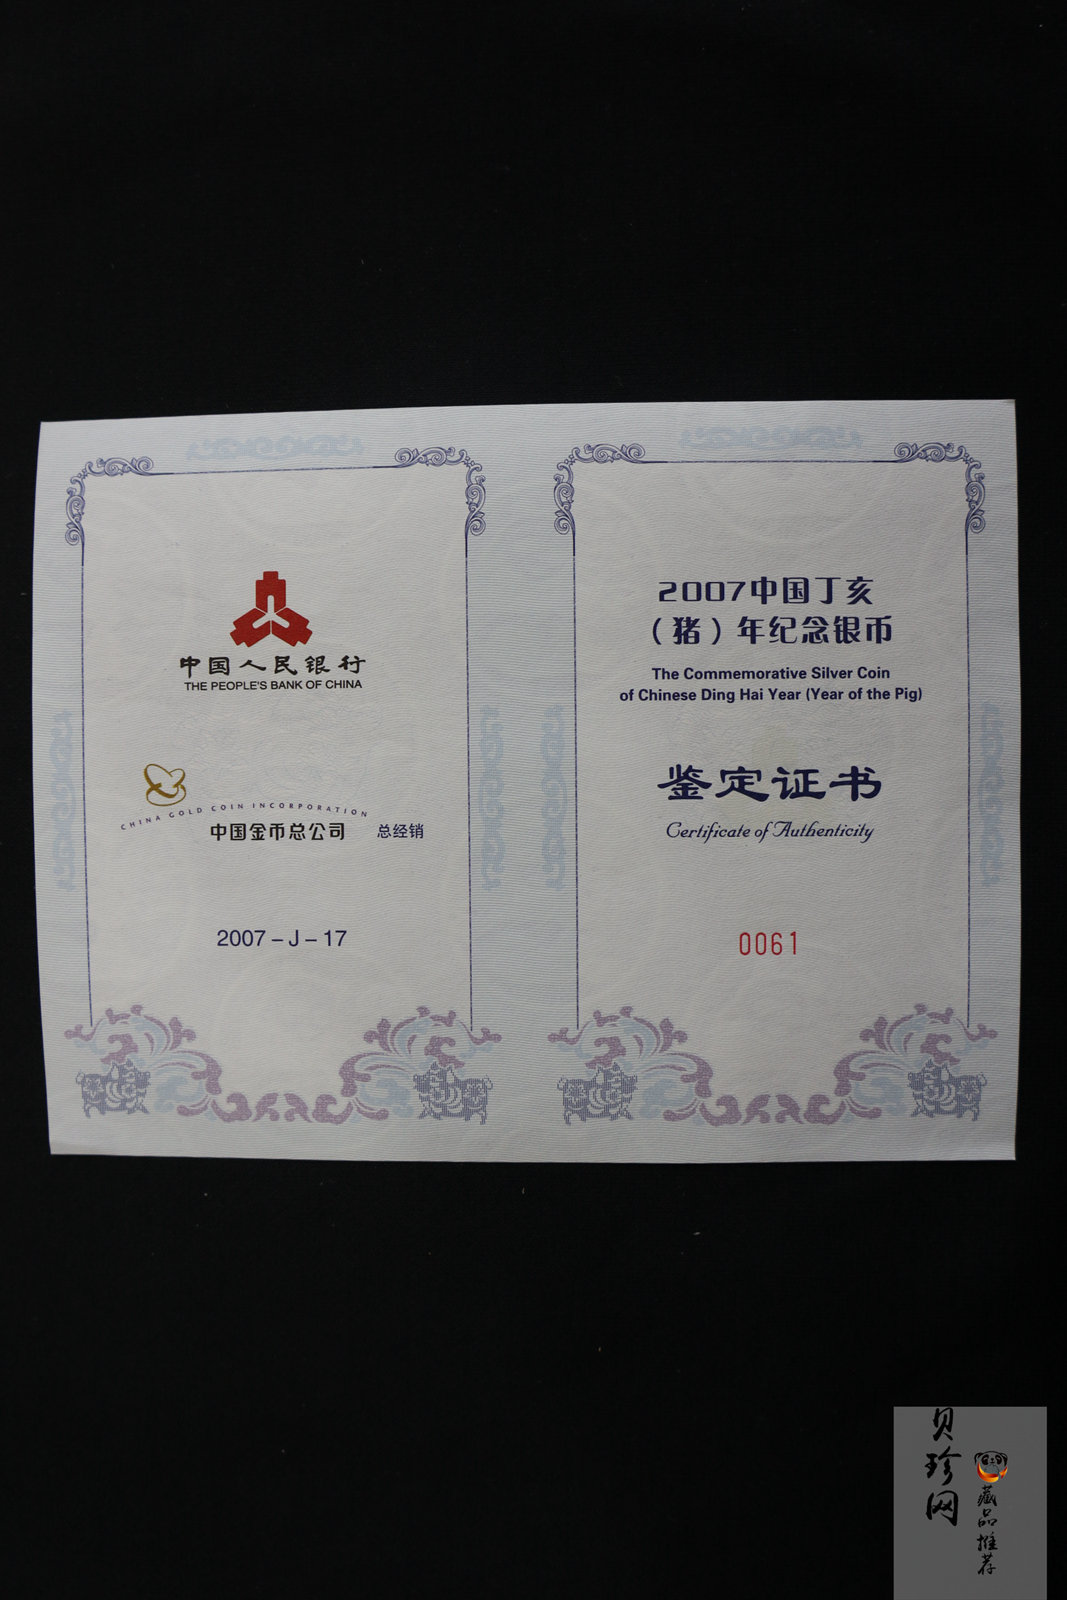 中国人民银行
THE PEOPLE'S BANK OF CHINA
CHINA GOLD COIN INCORPORATION
中国金币总公司 总经销
2007－J－17
2007中国丁亥
（猪）年纪念银币
The Commemorative Silver Coin
of Chinese Ding Hai Year (Year of the Pig)
鉴定证书
Certificate of Authenticity
0061
贝珍网
藏品推荐